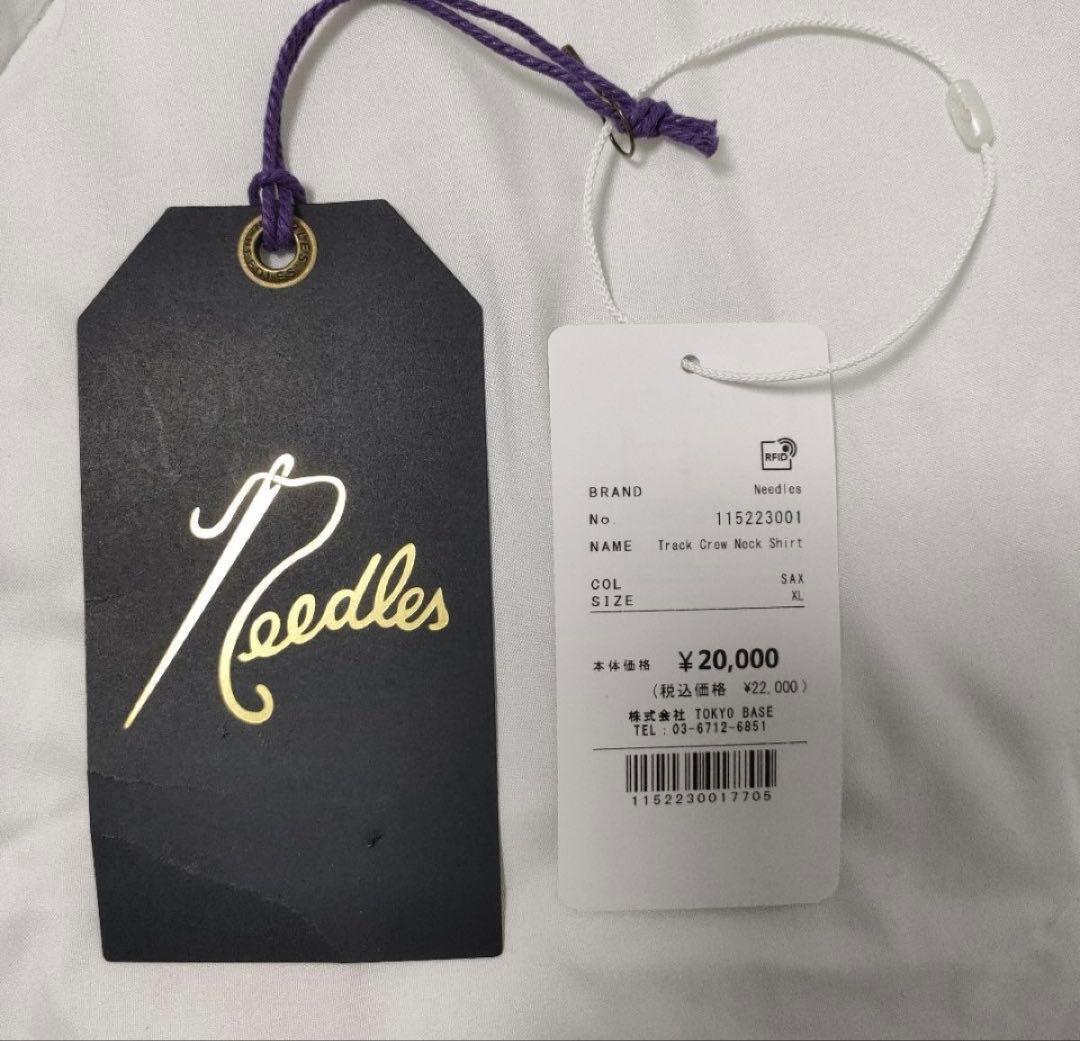 NEEDLES
Needles
RFID
BRAND Needles
No. 115223001
NAME Track Crew Neck Shirt
COL SAX
SIZE XL
本体価格 ¥20,000
(税込価格 ¥22,000)
株式会社 TOKYO BASE
TEL : 03-6712-6851
1152230017705